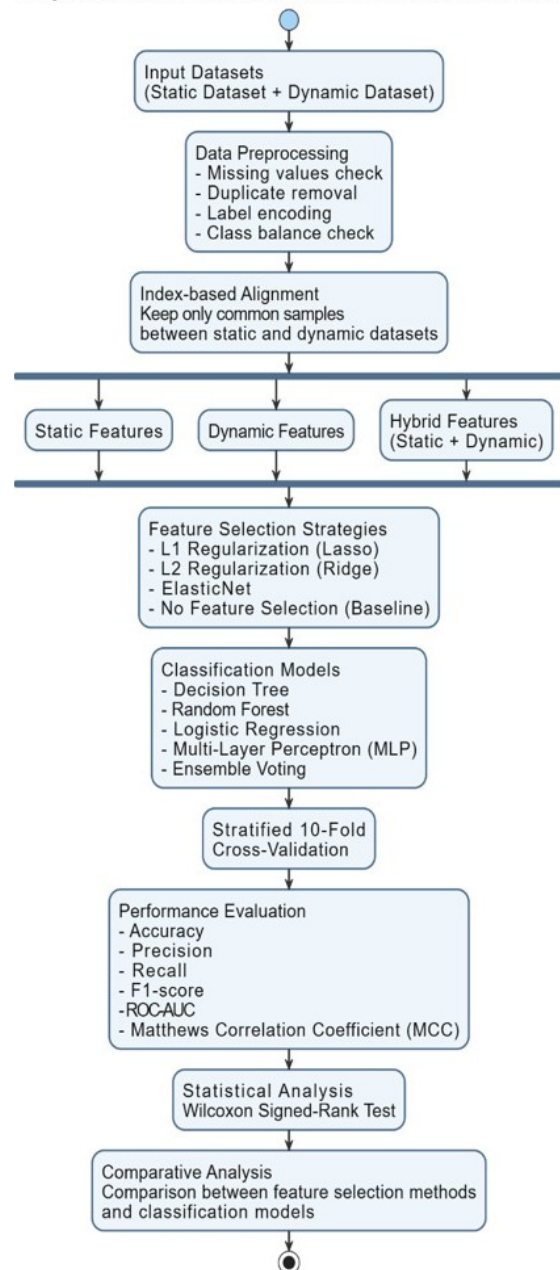 Input Datasets
(Static Dataset + Dynamic Dataset)
Data Preprocessing
- Missing values check
- Duplicate removal
- Label encoding
- Class balance check
Index-based Alignment
Keep only common samples
between static and dynamic datasets
Static Features
Dynamic Features
Hybrid Features
(Static + Dynamic)
Feature Selection Strategies
- L1 Regularization (Lasso)
- L2 Regularization (Ridge)
- ElasticNet
- No Feature Selection (Baseline)
Classification Models
- Decision Tree
- Random Forest
- Logistic Regression
- Multi-Layer Perceptron (MLP)
- Ensemble Voting
Stratified 10-Fold
Cross-Validation
Performance Evaluation
- Accuracy
- Precision
- Recall
- F1-score
-ROC-AUC
- Matthews Correlation Coefficient (MCC)
Statistical Analysis
Wilcoxon Signed-Rank Test
Comparative Analysis
Comparison between feature selection methods
and classification models